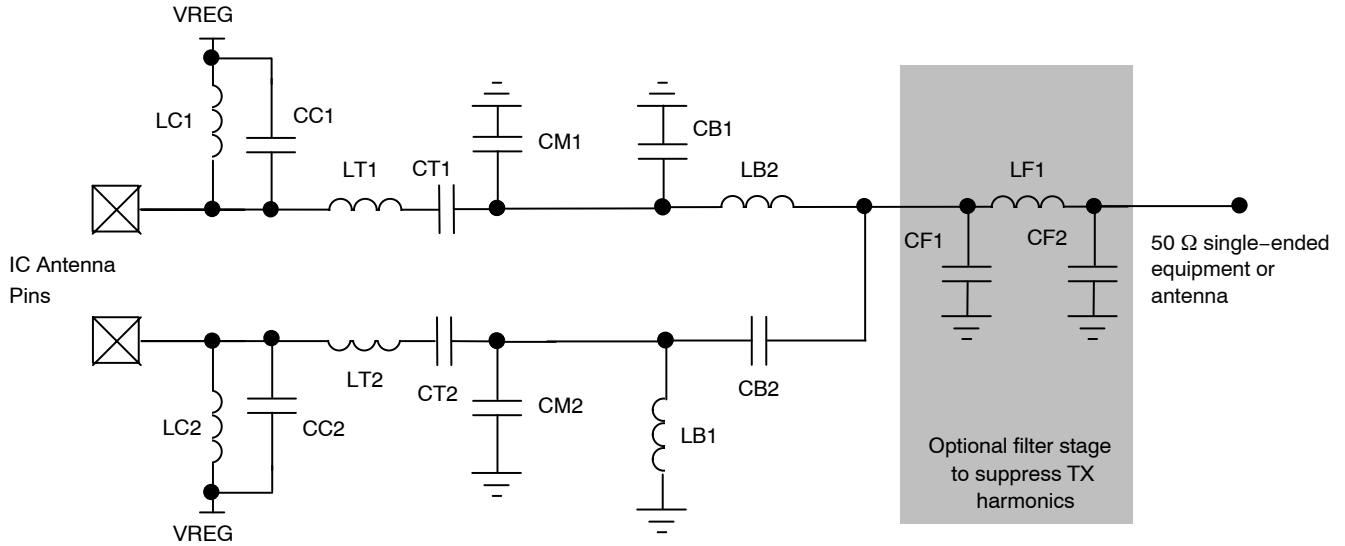 VREG
LC1
CC1
LT1
CT1
CM1
CB1
LB2
LF1
CF1
CF2
50 Ω single−ended
equipment or
antenna
IC Antenna
Pins
LT2
CT2
CB2
LC2
CC2
CM2
LB1
Optional filter stage
to suppress TX
harmonics
VREG